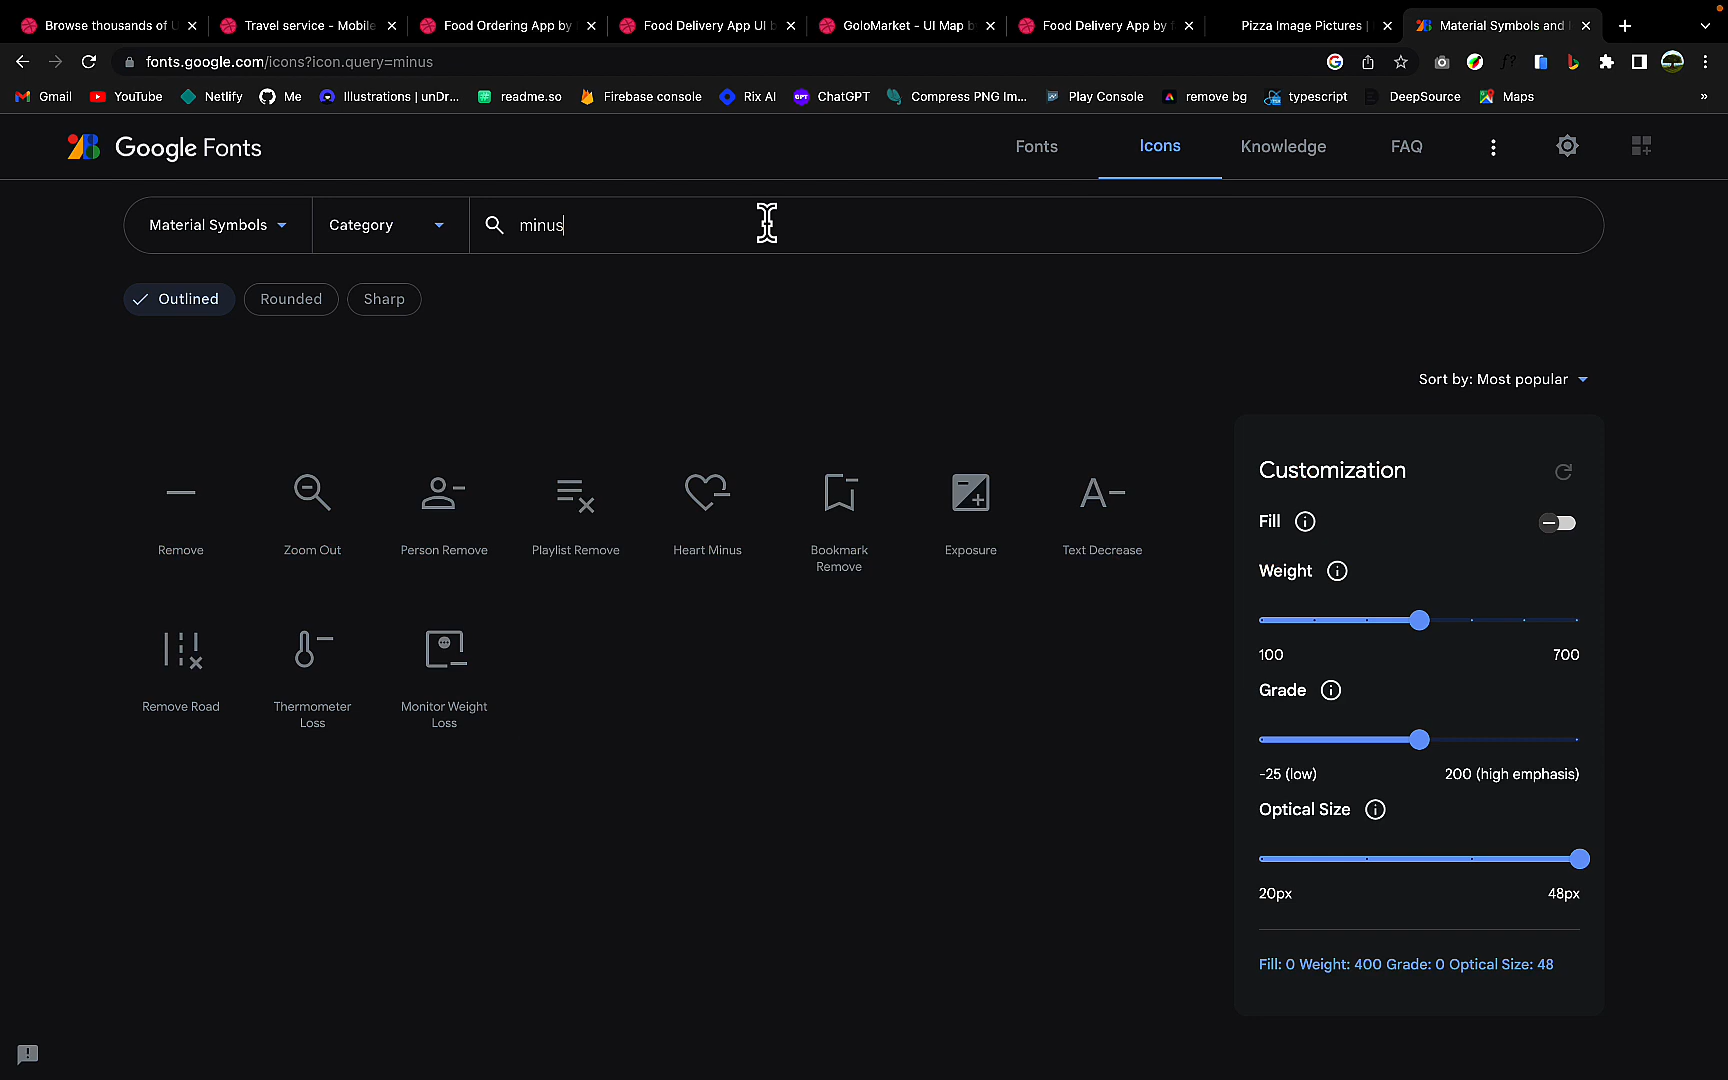 Browse thousands of U
Travel service - Mobile
Food Ordering App by
Food Delivery App UI b
GoloMarket - UI Map b
Food Delivery App by
Pizza Image Pictures |
Material Symbols and I
fonts.google.com/icons?icon.query=minus
Gmail
YouTube
Netlify
Me
Illustrations | unDr...
readme.so
Firebase console
Rix AI
GPT
ChatGPT
Compress PNG Im...
Play Console
remove bg
typescript
DeepSource
Maps
»
Google Fonts
Fonts
Icons
Knowledge
FAQ
Material Symbols
Category
minus
Outlined
Rounded
Sharp
Sort by: Most popular
Remove
Zoom Out
Person Remove
Playlist Remove
Heart Minus
Bookmark
Remove
Exposure
Text Decrease
Remove Road
Thermometer
Loss
Monitor Weight
Loss
Customization
Fill
Weight
100
700
Grade
-25 (low)
200 (high emphasis)
Optical Size
20px
48px
Fill: 0 Weight: 400 Grade: 0 Optical Size: 48